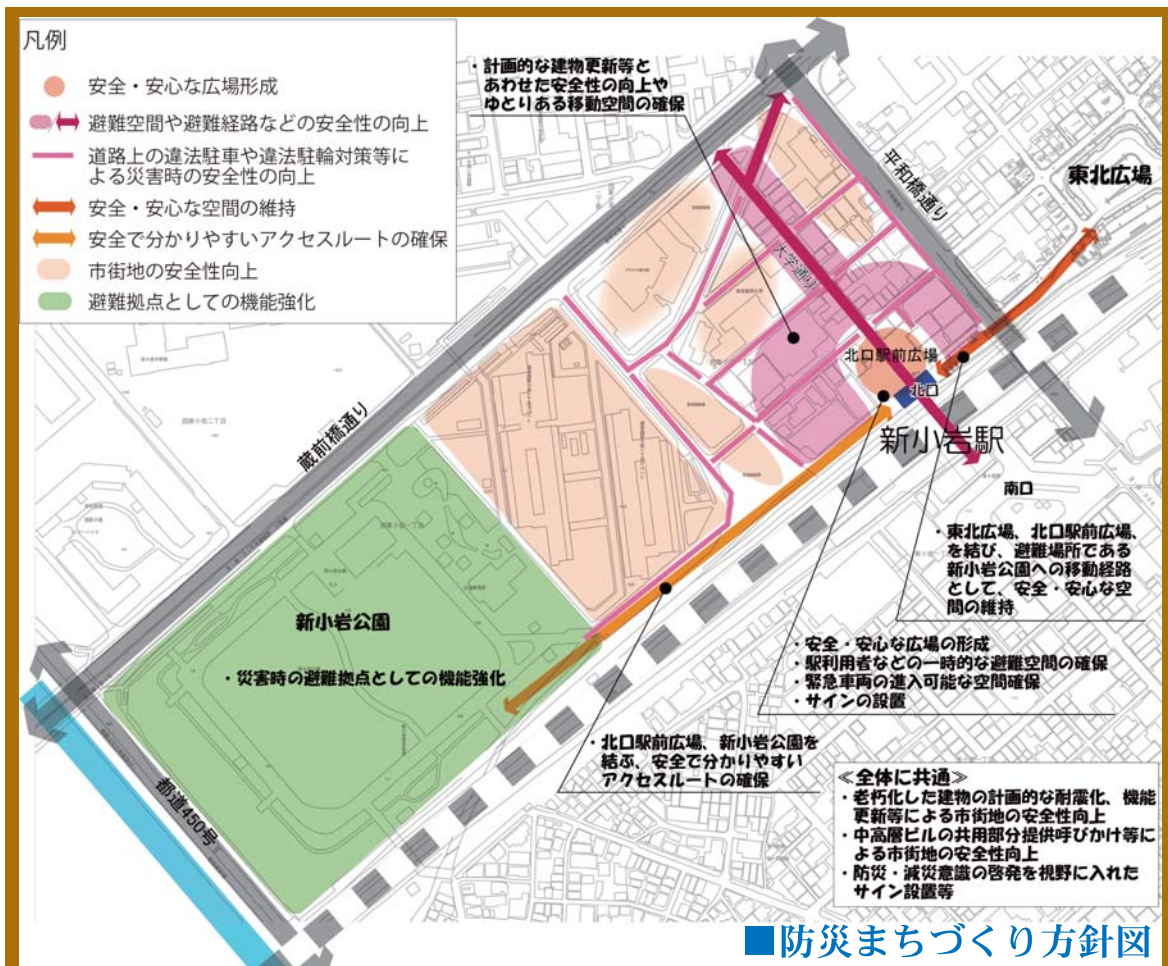 凡例
安全・安心な広場形成
避難空間や避難経路などの安全性の向上
道路上の違法駐車や違法駐輪対策等に
よる災害時の安全性の向上
安全・安心な空間の維持
安全で分かりやすいアクセスルートの確保
市街地の安全性向上
避難拠点としての機能強化
・計画的な建物更新等と
あわせた安全性の向上や
ゆとりある移動空間の確保
平和橋通り
東北広場
大学通り
北口駅前広場
北口
新小岩駅
南口
蔵前橋通り
新小岩公園
・災害時の避難拠点としての機能強化
都道450号
・東北広場、北口駅前広場、
を結び、避難場所である
新小岩公園への移動経路
として、安全・安心な空
間の維持
・安全・安心な広場の形成
・駅利用者などの一時的な避難空間の確保
・緊急車両の進入可能な空間確保
・サインの設置
・北口駅前広場、新小岩公園を
結ぶ、安全で分かりやすい
アクセスルートの確保
≪全体に共通≫
・老朽化した建物の計画的な耐震化、機能
更新等による市街地の安全性向上
・中高層ビルの共用部分提供呼びかけ等に
よる市街地の安全性向上
・防災・減災意識の啓発を視野に入れた
サイン設置等
■防災まちづくり方針図